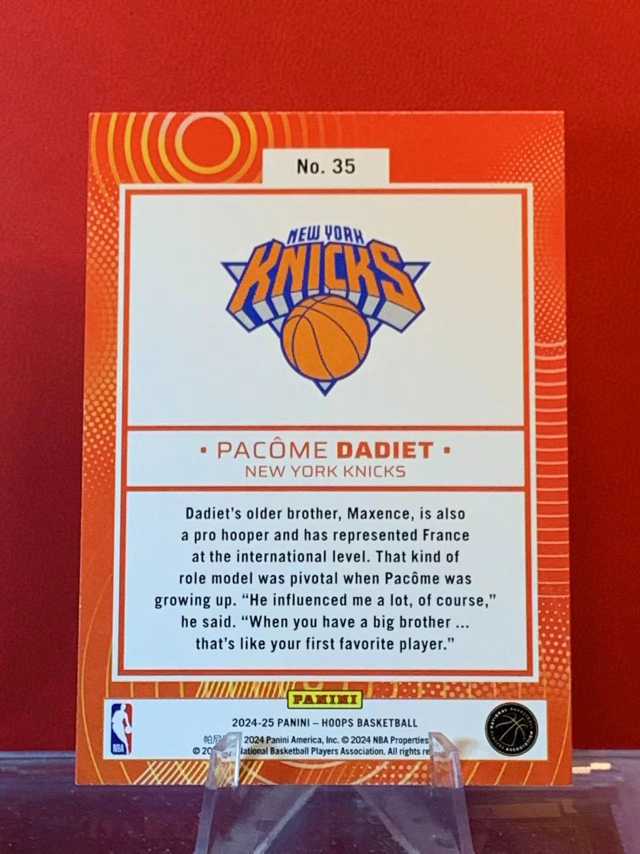 No. 35
NEW YORK
KNICKS
• PACÔME DADIET •
NEW YORK KNICKS
Dadiet's older brother, Maxence, is also
a pro hooper and has represented France
at the international level. That kind of
role model was pivotal when Pacôme was
growing up. “He influenced me a lot, of course,”
he said. “When you have a big brother ...
that's like your first favorite player.”
PANINI
2024-25 PANINI – HOOPS BASKETBALL
2024 Panini America, Inc. © 2024 NBA Properties
National Basketball Players Association. All rights
NBA